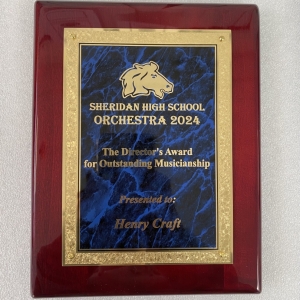 SHERIDAN HIGH SCHOOL
ORCHESTRA 2024
The Director's Award
for Outstanding Musicianship
Presented to:
Henry Craft